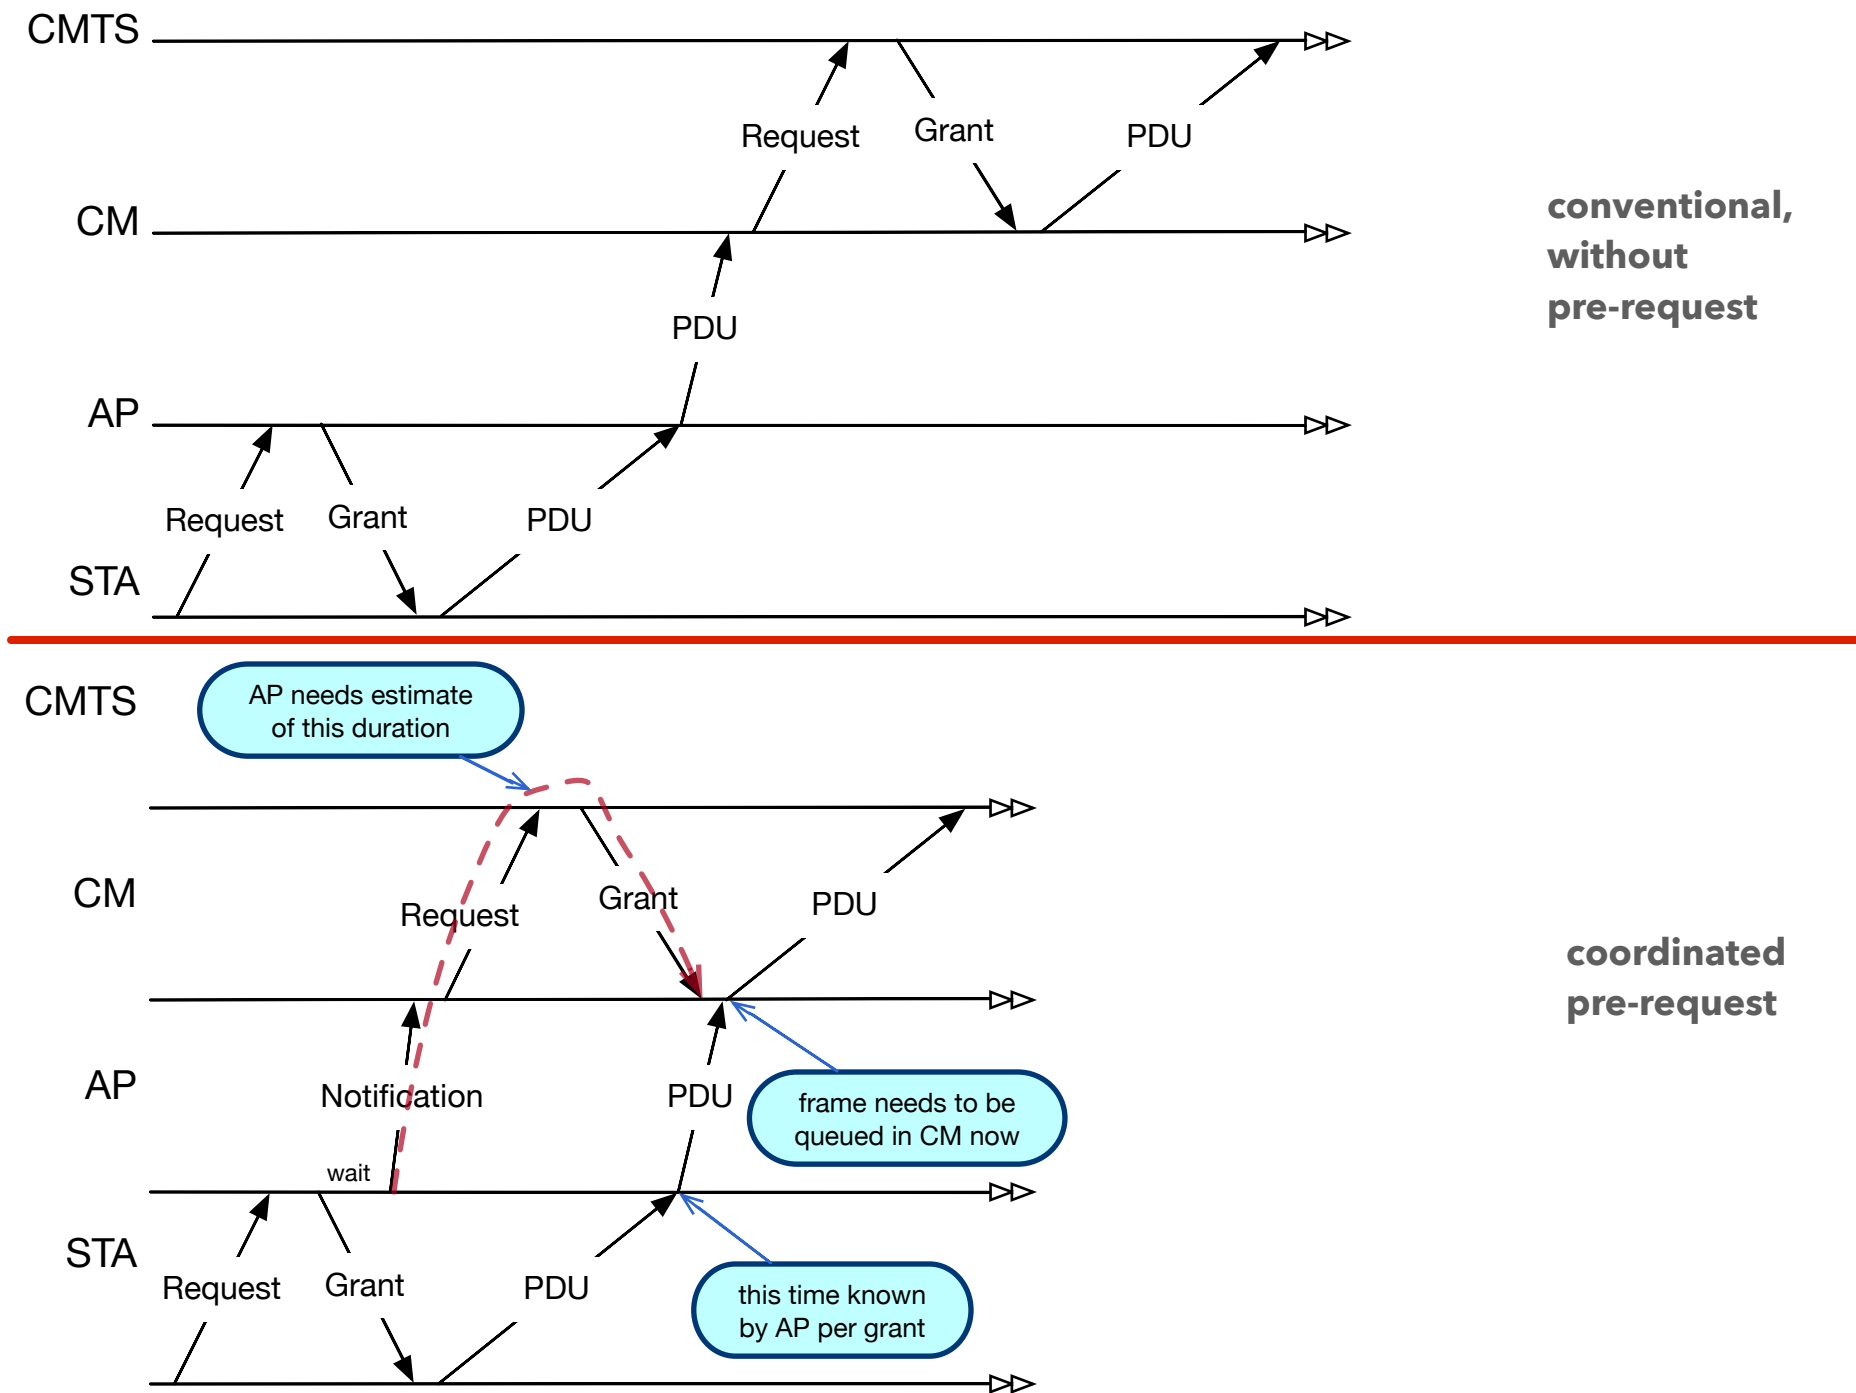 CMTS
Request
Grant
PDU
CM
conventional,
without
pre-request
PDU
AP
Request
Grant
PDU
STA
CMTS
AP needs estimate
of this duration
CM
Request
Grant
PDU
coordinated
pre-request
AP
Notification
PDU
frame needs to be
queued in CM now
wait
STA
Request
Grant
PDU
this time known
by AP per grant